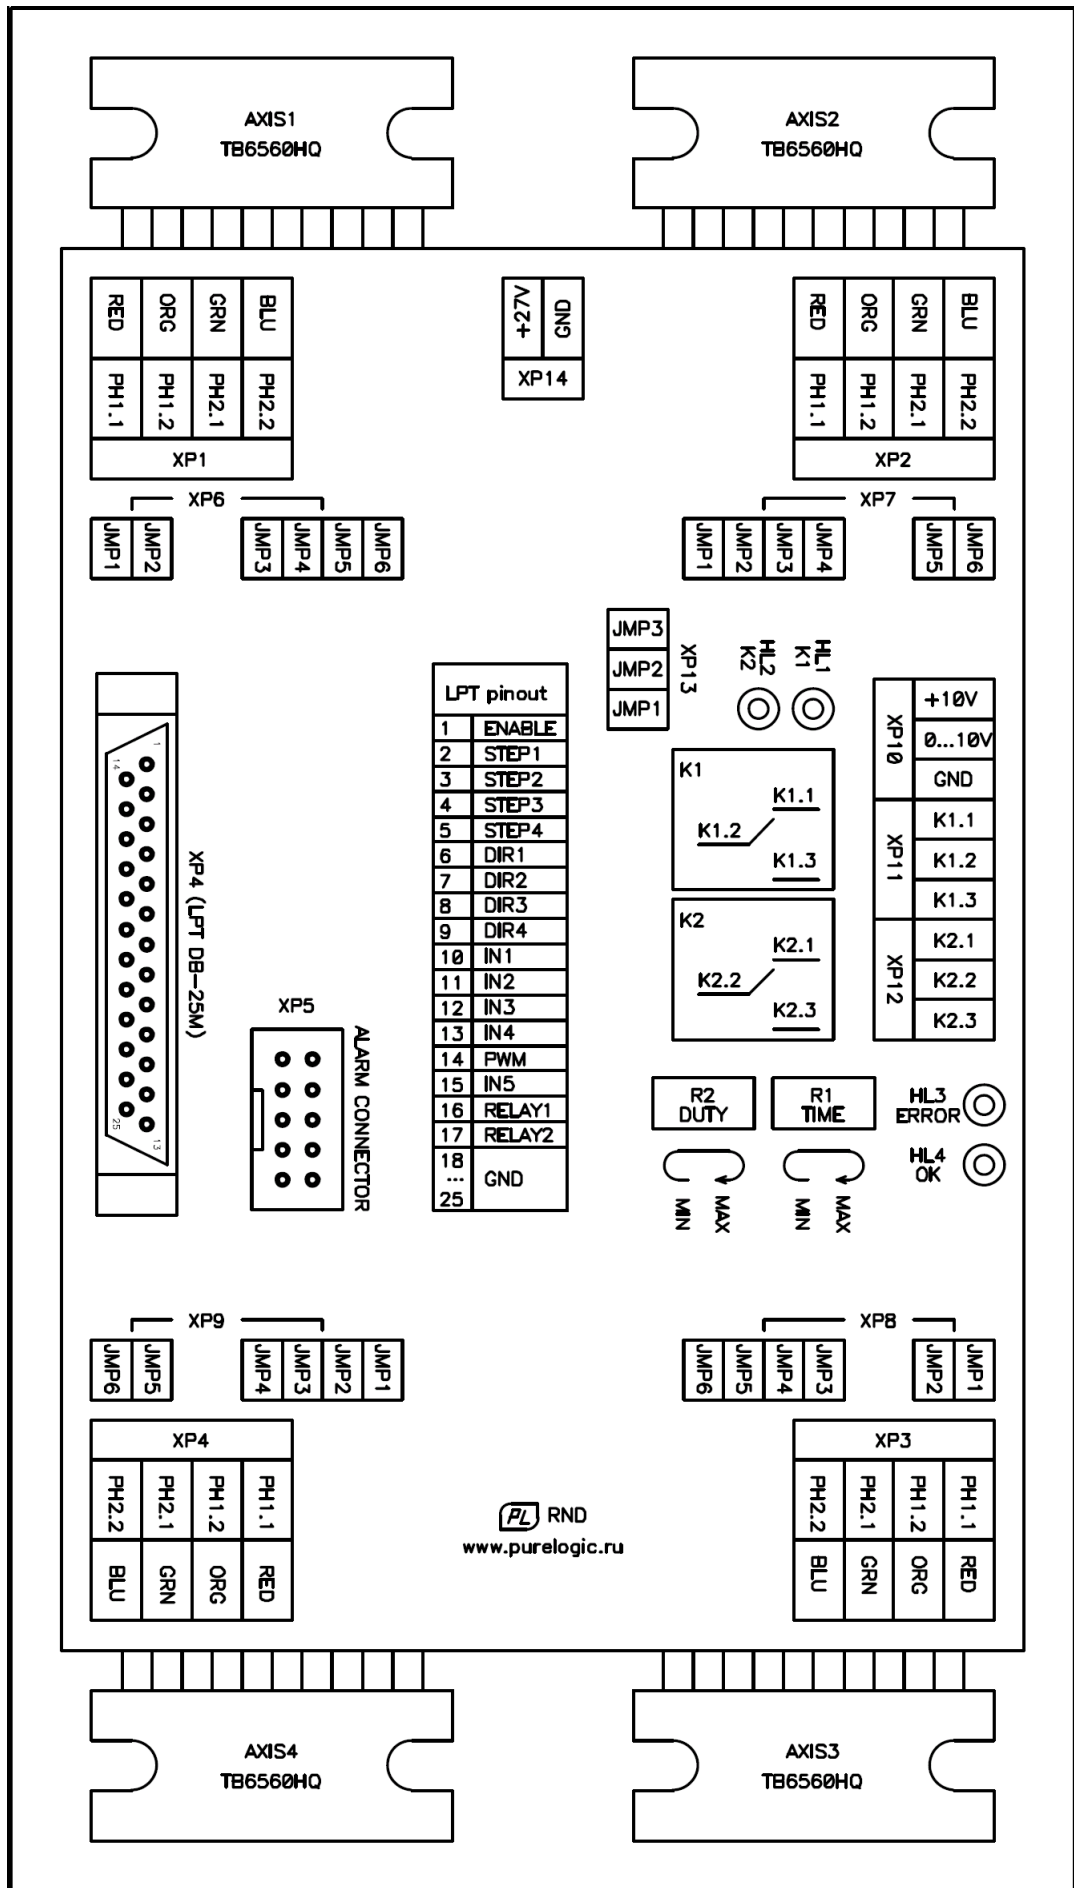 AXIS1
TB6560HQ
AXIS2
TB6560HQ
RED ORG GRN BLU
PH1.1 PH1.2 PH2.1 PH2.2
XP1
+27V GND
XP14
RED ORG GRN BLU
PH1.1 PH1.2 PH2.1 PH2.2
XP2
XP6
JMP1 JMP2 JMP3 JMP4 JMP5 JMP6
XP7
JMP1 JMP2 JMP3 JMP4 JMP5 JMP6
JMP3
JMP2
JMP1
XP13
HL2
K2
HL1
K1
1
14
25
13
XP4 (LPT DB-25M)
XP5
ALARM CONNECTOR
LPT pinout
1 ENABLE
2 STEP1
3 STEP2
4 STEP3
5 STEP4
6 DIR1
7 DIR2
8 DIR3
9 DIR4
10 IN1
11 IN2
12 IN3
13 IN4
14 PWM
15 IN5
16 RELAY1
17 RELAY2
18
... GND
25
K1
K1.1
K1.2
K1.3
K2
K2.1
K2.2
K2.3
XP10
+10V
0...10V
GND
XP11
K1.1
K1.2
K1.3
XP12
K2.1
K2.2
K2.3
R2
DUTY
R1
TIME
HL3
ERROR
HL4
OK
MIN MAX
MIN MAX
XP9
JMP6 JMP5 JMP4 JMP3 JMP2 JMP1
XP8
JMP6 JMP5 JMP4 JMP3 JMP2 JMP1
XP4
PH2.2 PH2.1 PH1.2 PH1.1
BLU GRN ORG RED
PL RND
www.purelogic.ru
XP3
PH2.2 PH2.1 PH1.2 PH1.1
BLU GRN ORG RED
AXIS4
TB6560HQ
AXIS3
TB6560HQ